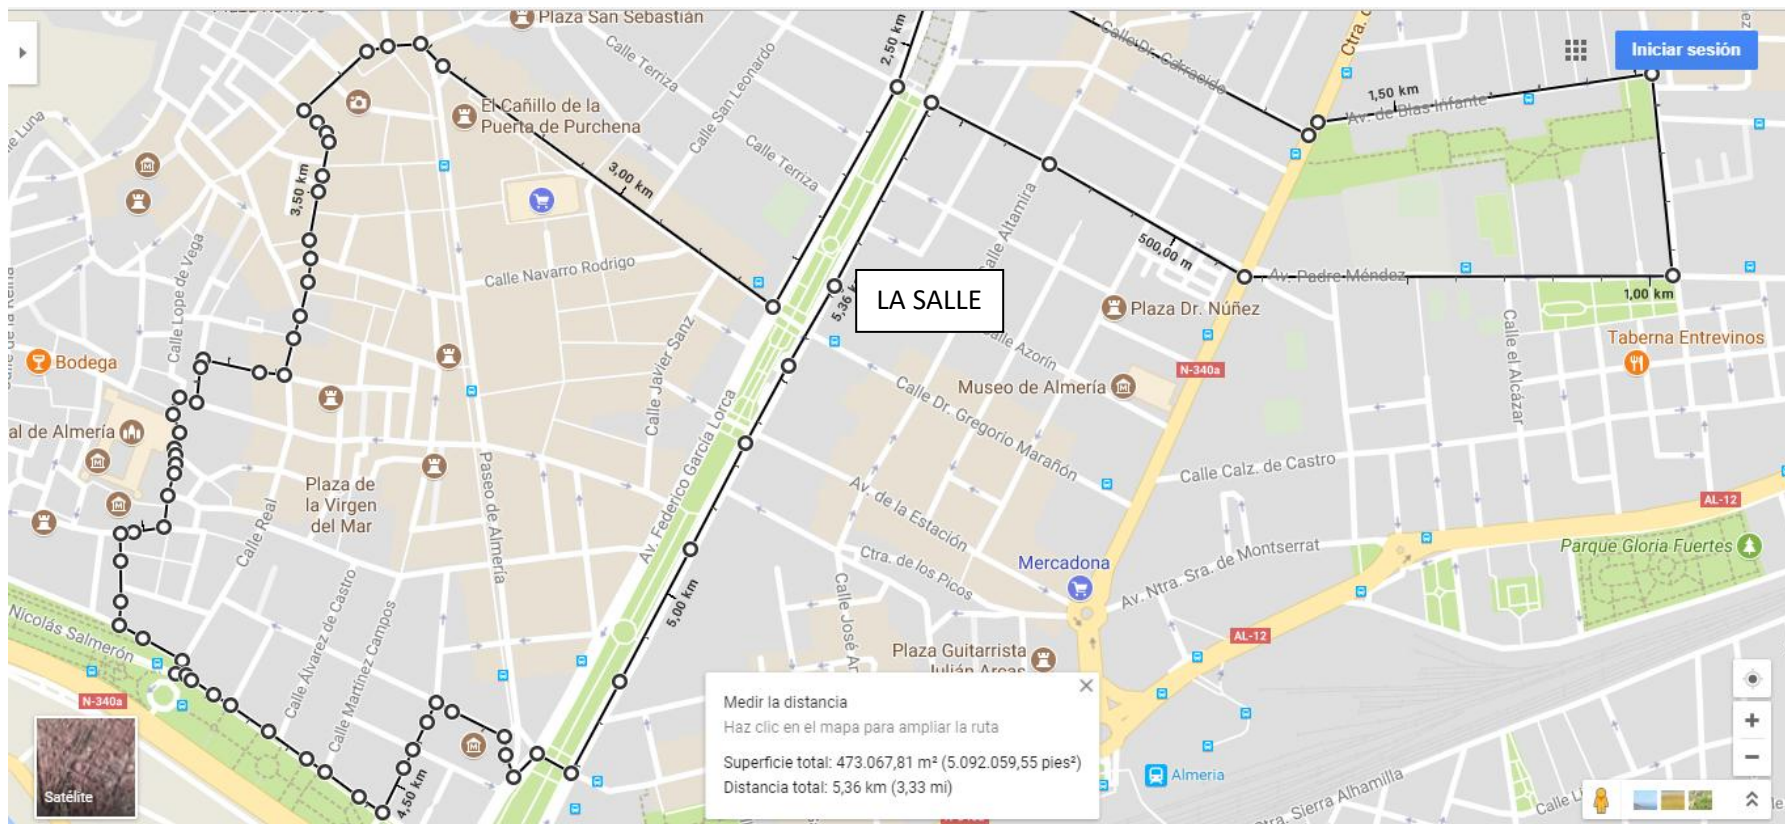 Plaza San Sebastián
2,50 km
Calle Dr. Carracido
Iniciar sesión
Calle Terriza
Calle San Leonardo
1,50 km
Av. de Blas Infante
El Cañillo de la
Puerta de Purchena
Calle Terriza
3,00 km
3,50 km
Calle Altamira
500,00 m
Calle Lope de Vega
Calle Navarro Rodrigo
Av. Padre Méndez
1,00 km
LA SALLE
Plaza Dr. Núñez
Calle Azorín
Taberna Entrevinos
Bodega
N-340a
Calle Javier Sanz
Museo de Almería
Calle el Alcázar
Calle Dr. Gregorio Marañón
al de Almería
Av. Federico García Lorca
Paseo de Almería
Calle Calz. de Castro
Plaza de
la Virgen
del Mar
Calle Real
Av. de la Estación
AL-12
Parque Gloria Fuertes
Ctra. de los Picos
Mercadona
Av. Ntra. Sra. de Montserrat
Calle Álvarez de Castro
Calle Martínez Campos
5,00 km
Nicolás Salmerón
AL-12
Plaza Guitarrista
Julián Arcas
N-340a
Medir la distancia
Haz clic en el mapa para ampliar la ruta
Superficie total: 473.067,81 m² (5.092.059,55 pies²)
Distancia total: 5,36 km (3,33 mi)
Almeria
Satélite
4,50 km
Sierra Alhamilla